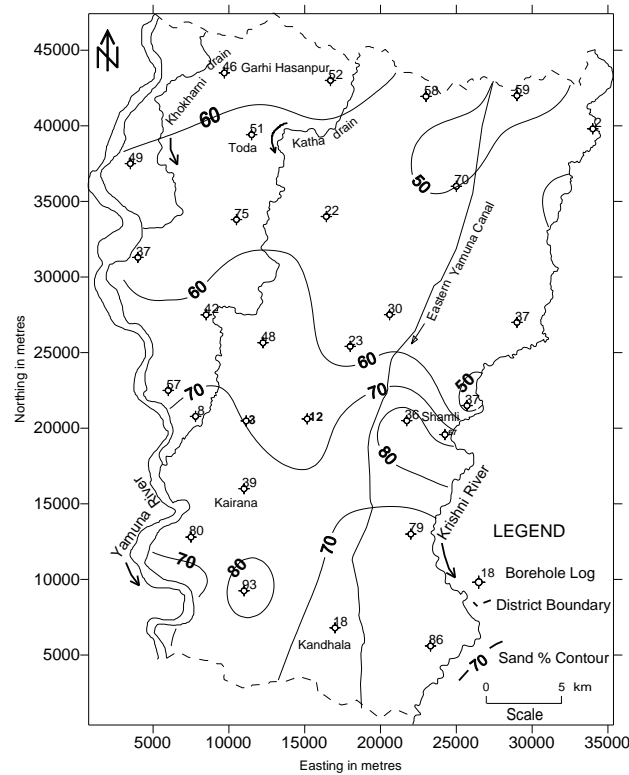 N
45000
40000
35000
30000
25000
20000
15000
10000
5000
Northing in metres
5000 10000 15000 20000 25000 30000 35000
Easting in metres
46 Garhi Hasanpur
52
58
59
2
Khokharni drain
60
51
Toda
Katha drain
49
50
70
75
22
37
60
Eastern Yamuna Canal
42
30
37
48
23
60
57
70
70
50
37
8
3
12
36
Shamli
80
39
Kairana
Yamuna River
Krishni River
80
70
79
70
80
93
18
Kandhala
86
LEGEND
18 Borehole Log
District Boundary
70 Sand % Contour
0 5 km
Scale